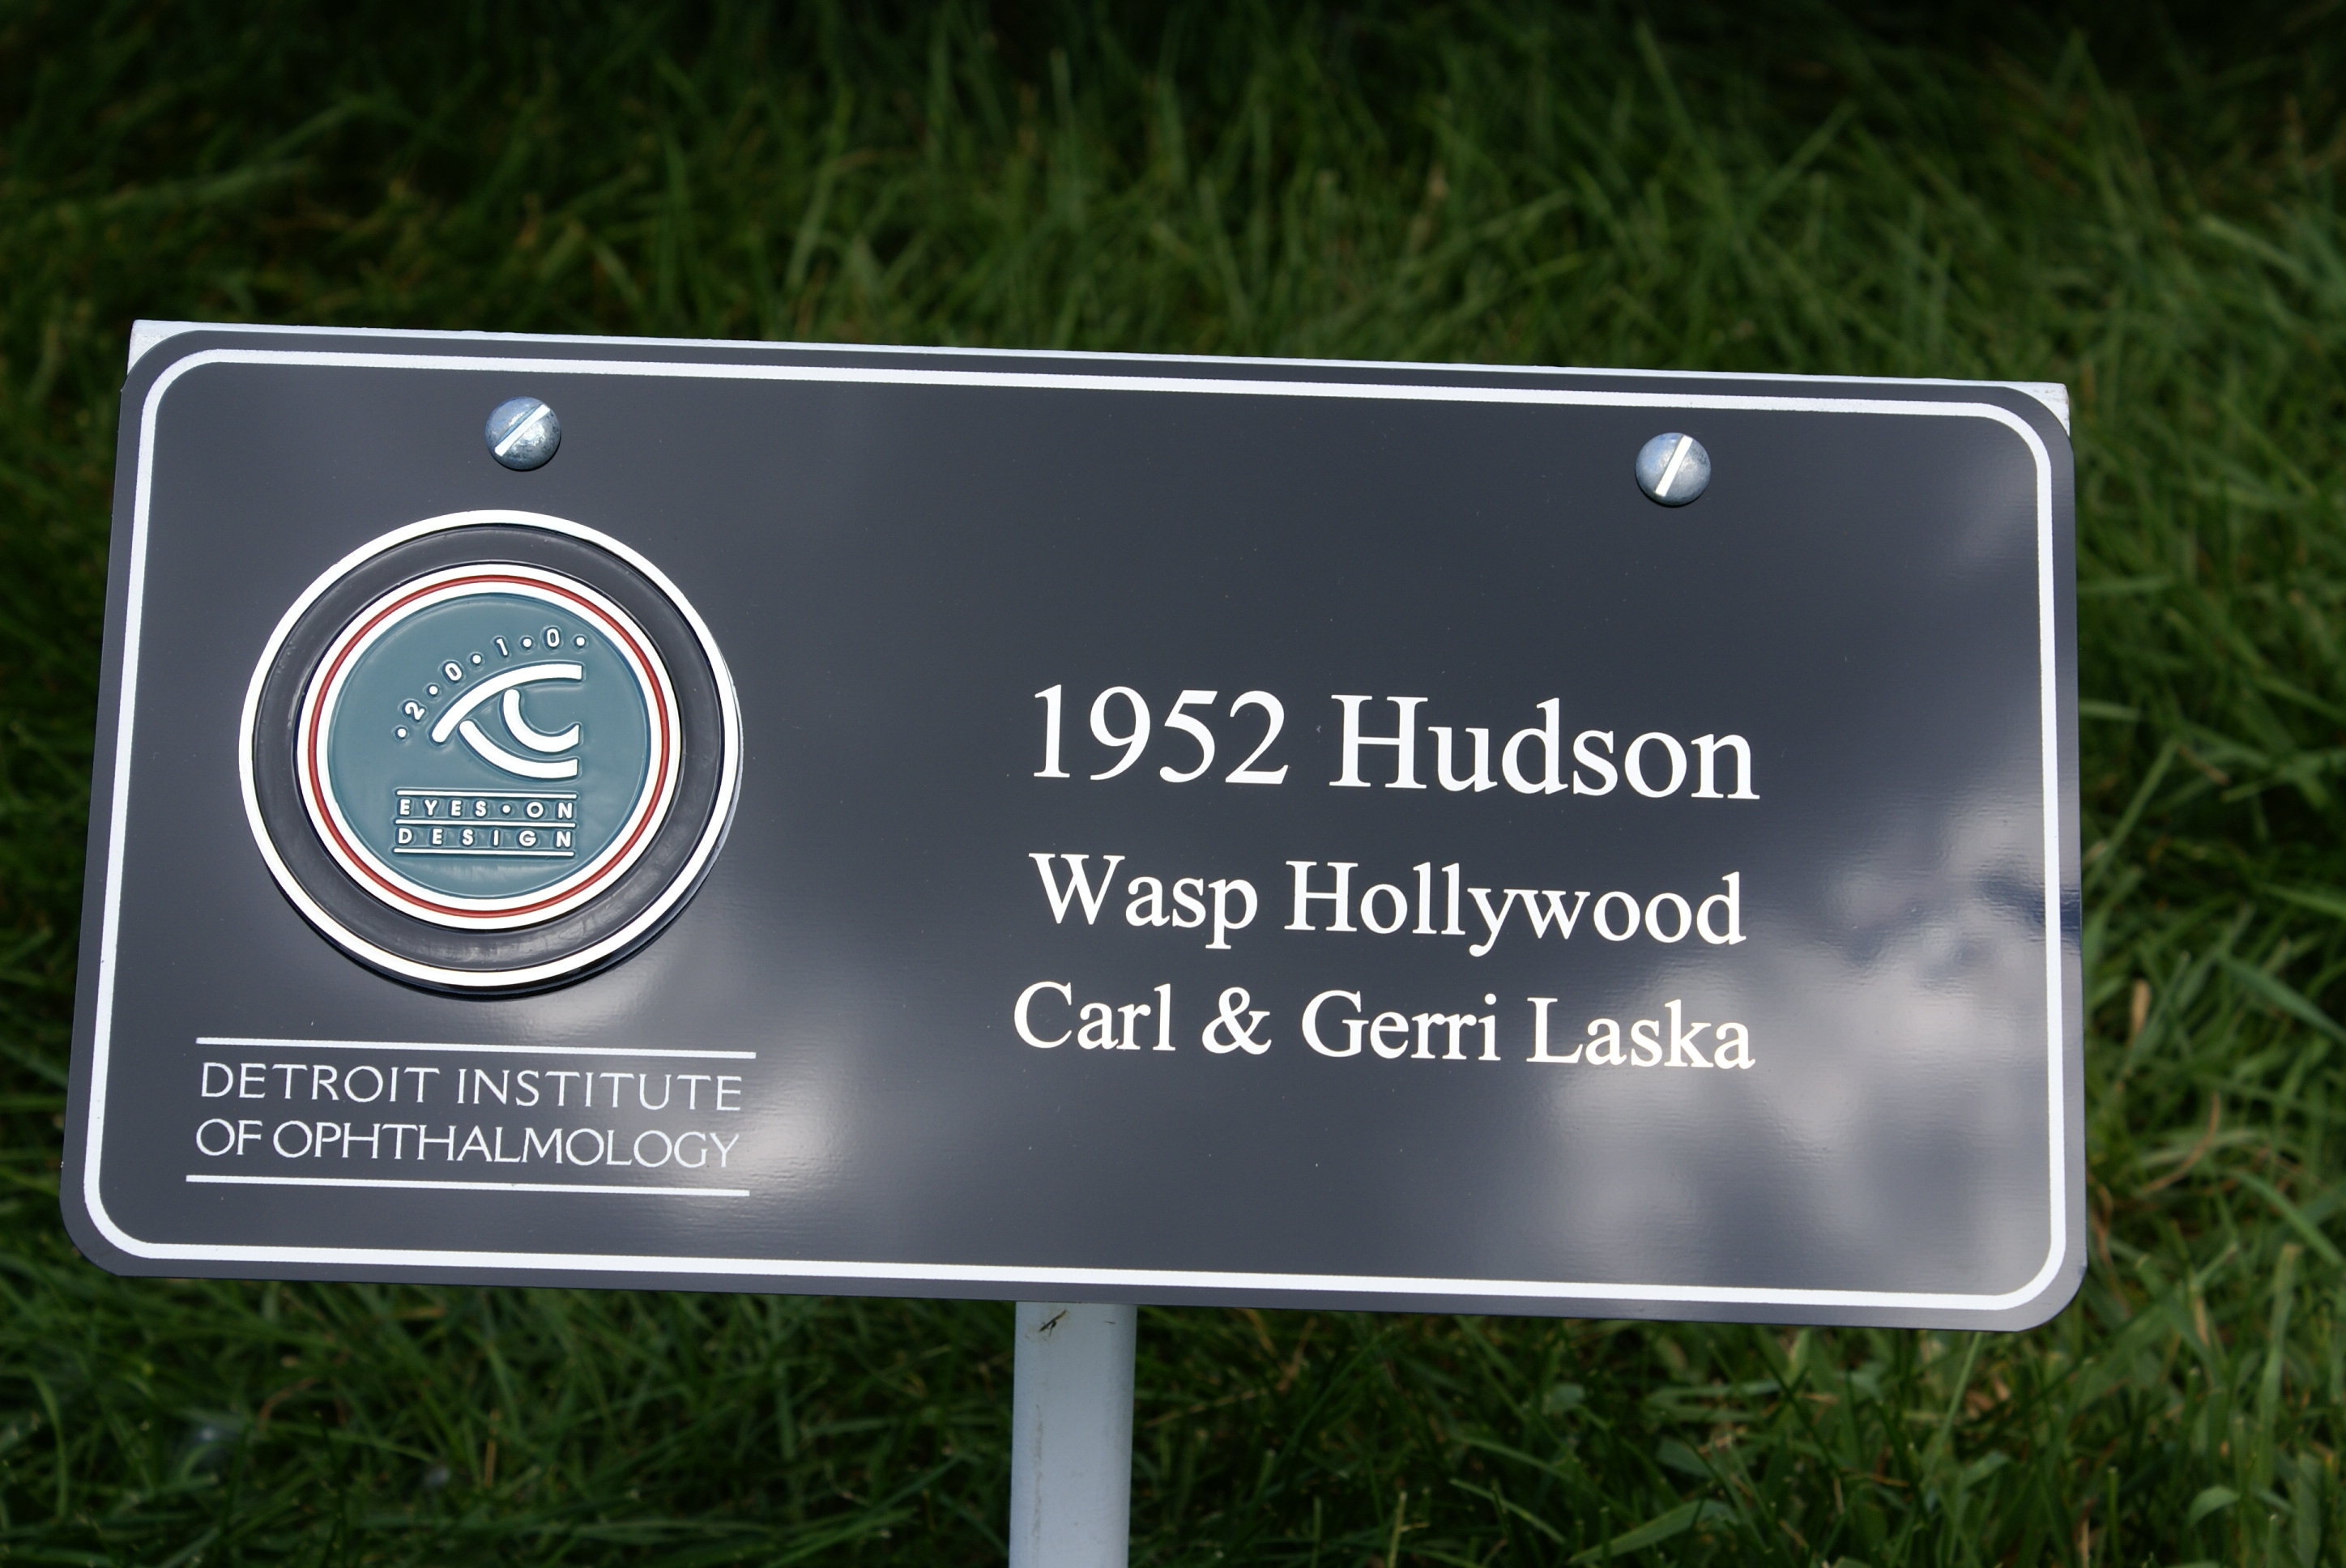 ·2·0·1·0·
EYES·ON
DESIGN
DETROIT INSTITUTE
OF OPHTHALMOLOGY
1952 Hudson
Wasp Hollywood
Carl & Gerri Laska